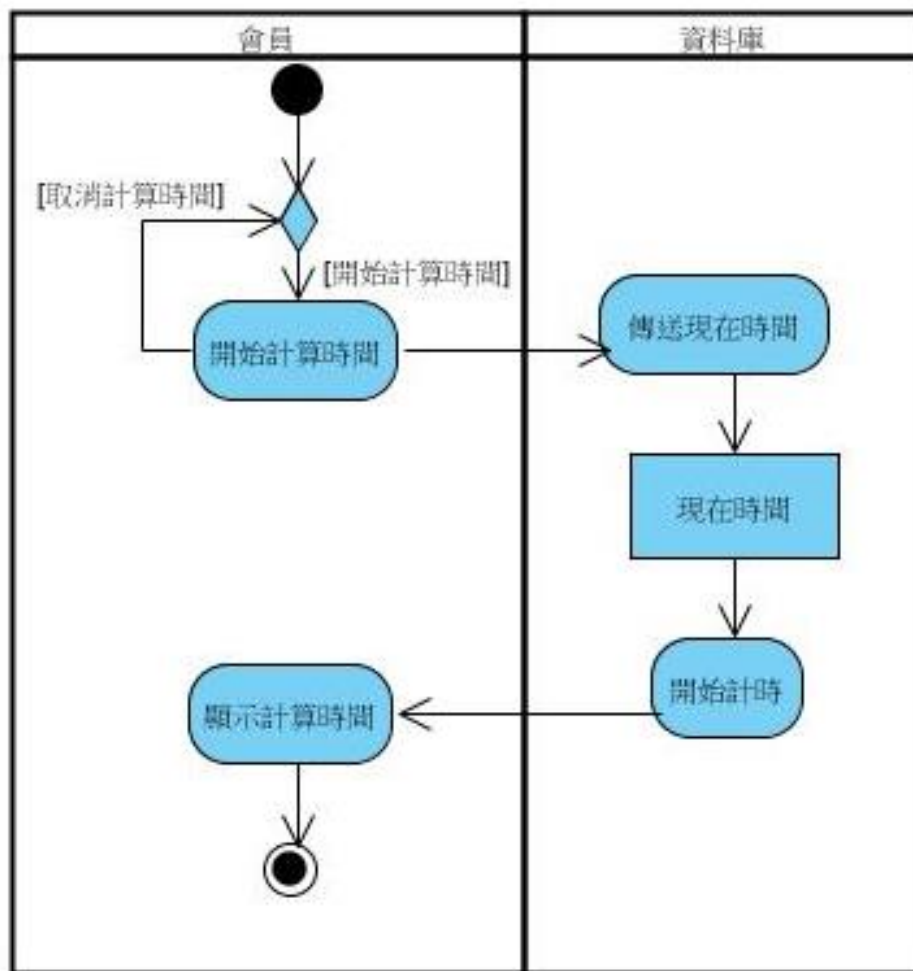 會員
資料庫
[取消計算時間]
[開始計算時間]
開始計算時間
傳送現在時間
現在時間
開始計時
顯示計算時間